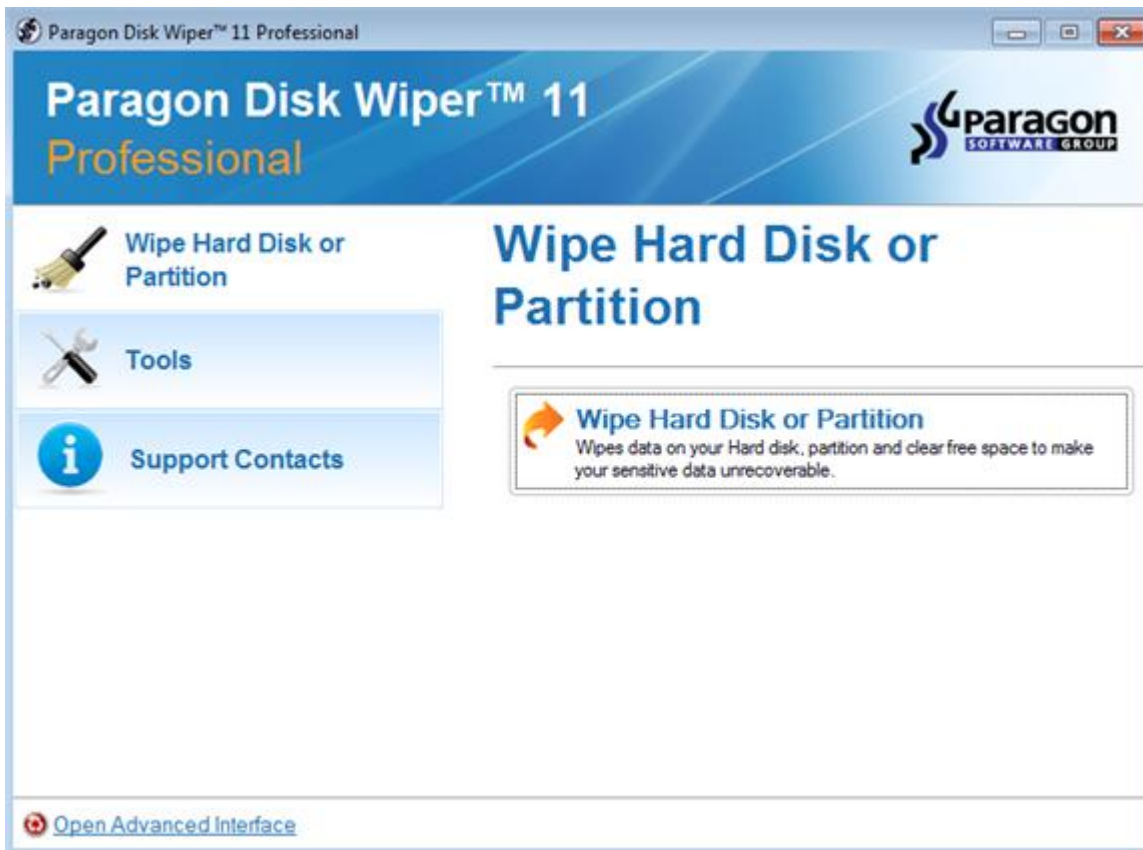 Paragon Disk Wiper™ 11 Professional
Paragon Disk Wiper™ 11
Professional
Paragon
SOFTWARE GROUP
Wipe Hard Disk or
Partition
Tools
Support Contacts
Wipe Hard Disk or
Partition
Wipe Hard Disk or Partition
Wipes data on your Hard disk, partition and clear free space to make
your sensitive data unrecoverable.
Open Advanced Interface